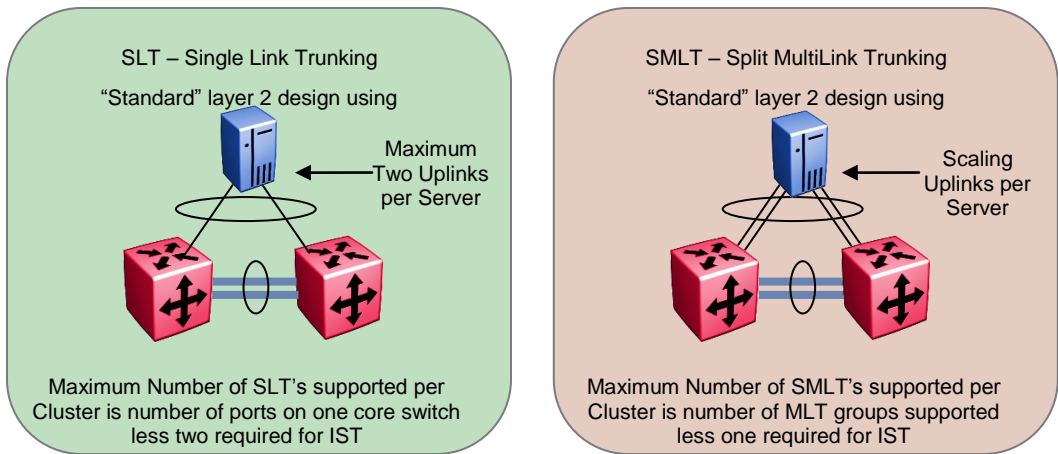 SLT – Single Link Trunking
“Standard” layer 2 design using
Maximum
Two Uplinks
per Server
Maximum Number of SLT’s supported per
Cluster is number of ports on one core switch
less two required for IST
SMLT – Split MultiLink Trunking
“Standard” layer 2 design using
Scaling
Uplinks per
Server
Maximum Number of SMLT’s supported per
Cluster is number of MLT groups supported
less one required for IST